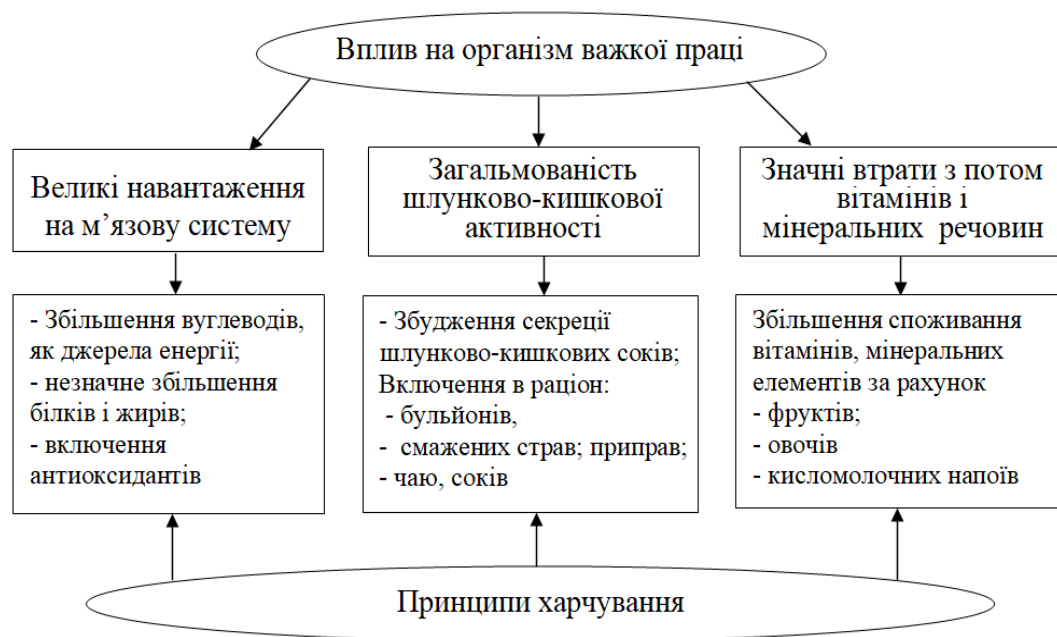 Вплив на організм важкої праці
Великі навантаження
на м’язову систему
Загальмованість
шлунково-кишкової
активності
Значні втрати з потом
вітамінів і
мінеральних речовин
- Збільшення вуглеводів,
як джерела енергії;
- незначне збільшення
білків і жирів;
- включення
антиоксидантів
- Збудження секреції
шлунково-кишкових соків;
Включення в раціон:
- бульйонів,
- смажених страв; приправ;
- чаю, соків
Збільшення споживання
вітамінів, мінеральних
елементів за рахунок
- фруктів;
- овочів
- кисломолочних напоїв
Принципи харчування